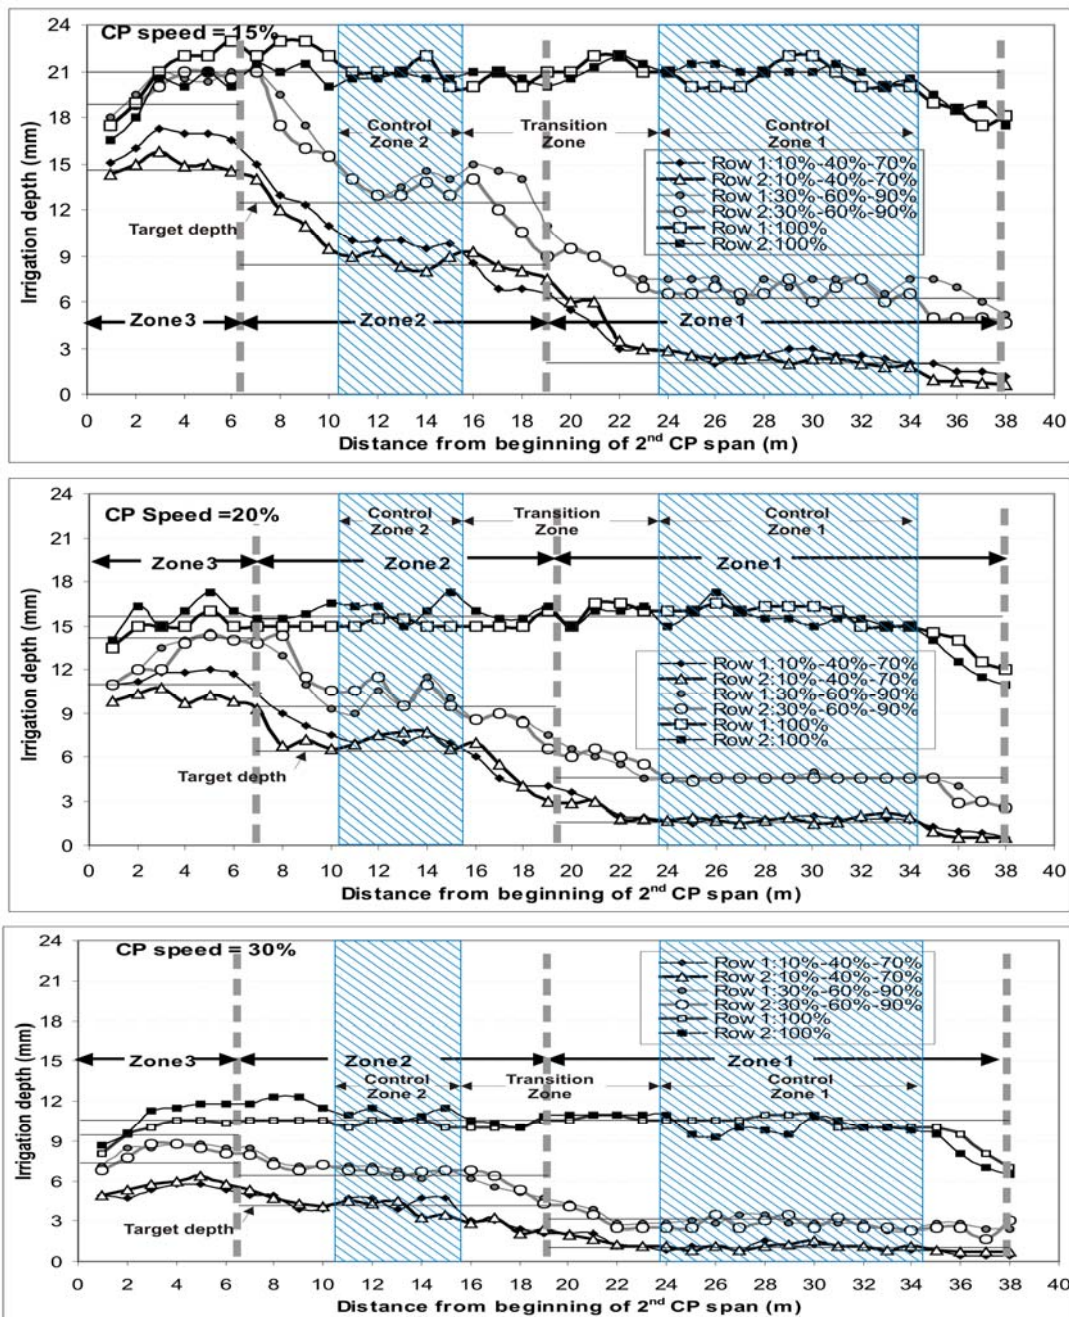 CP speed = 15%
24
21
18
15
12
9
6
3
0
Irrigation depth (mm)
Control
Zone 2
Transition
Zone
Control
Zone 1
Row 1:10%-40%-70%
Row 2:10%-40%-70%
Row 1:30%-60%-90%
Row 2:30%-60%-90%
Row 1:100%
Row 2:100%
Target depth
Zone3
Zone2
Zone1
0 2 4 6 8 10 12 14 16 18 20 22 24 26 28 30 32 34 36 38 40
Distance from beginning of 2nd CP span (m)
CP Speed =20%
24
21
18
15
12
9
6
3
0
Irrigation depth (mm)
Control
Zone 2
Transition
Zone
Control
Zone 1
Zone3
Zone2
Zone1
Row 1:10%-40%-70%
Row 2:10%-40%-70%
Row 1:30%-60%-90%
Row 2:30%-60%-90%
Row 1:100%
Row 2:100%
Target depth
0 2 4 6 8 10 12 14 16 18 20 22 24 26 28 30 32 34 36 38 40
Distance from beginning of 2nd CP span (m)
CP speed = 30%
24
21
18
15
12
9
6
3
0
Irrigation depth (mm)
Row 1:10%-40%-70%
Row 2:10%-40%-70%
Row 1:30%-60%-90%
Row 2:30%-60%-90%
Row 1:100%
Row 2:100%
Zone3
Zone2
Zone1
Control
Zone 2
Transition
Zone
Control
Zone 1
Target depth
0 2 4 6 8 10 12 14 16 18 20 22 24 26 28 30 32 34 36 38 40
Distance from beginning of 2nd CP span (m)